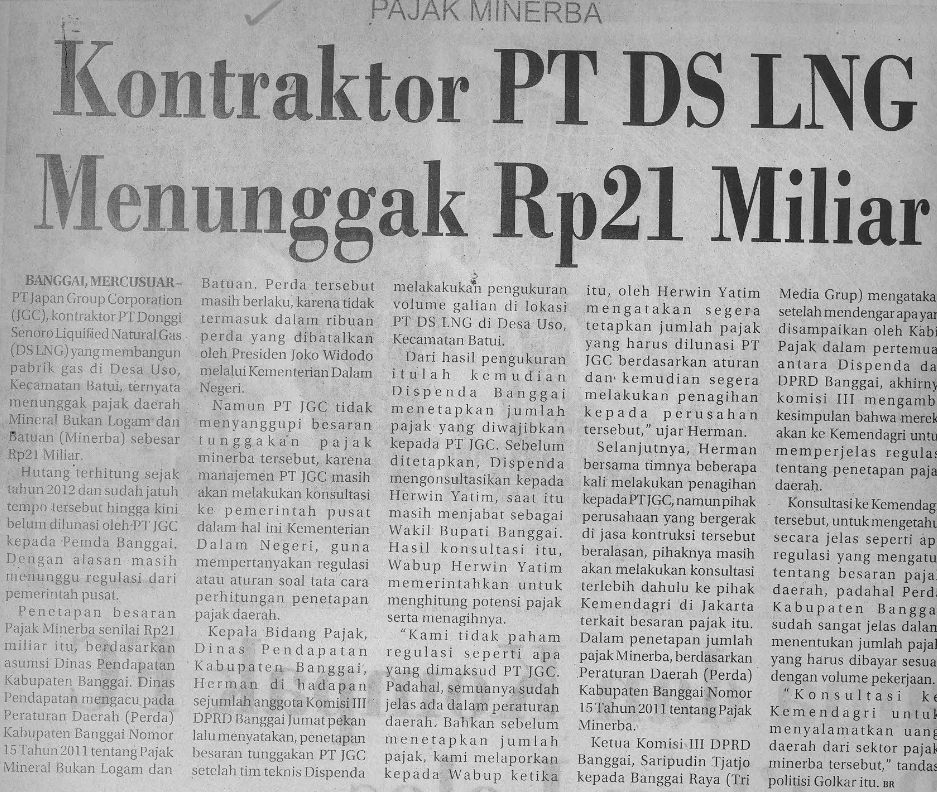 PAJAK MINERBA
Kontraktor PT DS LNG
Menunggak Rp21 Miliar
BANGGAI, MERCUSUAR–
PT Japan Group Corporation
(JGC), kontraktor PT Donggi
Senoro Liquified Natural Gas
(DS LNG) yang membangun
pabrik gas di Desa Uso,
Kecamatan Batui, ternyata
menunggak pajak daerah
Mineral Bukan Logam dan
Batuan (Minerba) sebesar
Rp21 Miliar.
Hutang terhitung sejak
tahun 2012 dan sudah jatuh
tempo tersebut hingga kini
belum dilunasi oleh PT JGC
kepada Pemda Banggai.
Dengan alasan masih
menunggu regulasi dari
pemerintah pusat.
Penetapan besaran
Pajak Minerba senilai Rp21
miliar itu, berdasarkan
asumsi Dinas Pendapatan
Kabupaten Banggai. Dinas
Pendapatan mengacu pada
Peraturan Daerah (Perda)
Kabupaten Banggai Nomor
15 Tahun 2011 tentang Pajak
Mineral Bukan Logam dan
Batuan. Perda tersebut
masih berlaku, karena tidak
termasuk dalam ribuan
perda yang dibatalkan
oleh Presiden Joko Widodo
melalui Kementerian Dalam
Negeri.
Namun PT JGC tidak
menyanggupi besaran
tunggakan pajak
minerba tersebut, karena
manajemen PT JGC masih
akan melakukan konsultasi
ke pemerintah pusat
dalam hal ini Kementerian
Dalam Negeri, guna
mempertanyakan regulasi
atau aturan soal tata cara
perhitungan penetapan
pajak daerah.
Kepala Bidang Pajak,
Dinas Pendapatan
Kabupaten Banggai,
Herman di hadapan
sejumlah anggota Komisi III
DPRD Banggai Jumat pekan
lalu menyatakan, penetapan
besaran tunggakan PT JGC
setelah tim teknis Dispenda
melakakukan pengukuran
volume galian di lokasi
PT DS LNG di Desa Uso,
Kecamatan Batui.
Dari hasil pengukuran
itulah kemudian
Dispenda Banggai
menetapkan jumlah
pajak yang diwajibkan
kepada PT JGC. Sebelum
ditetapkan, Dispenda
mengonsultasikan kepada
Herwin Yatim, saat itu
masih menjabat sebagai
Wakil Bupati Banggai.
Hasil konsultasi itu,
Wabup Herwin Yatim
memerintahkan untuk
menghitung potensi pajak
serta menagihnya.
"Kami tidak paham
regulasi seperti apa
yang dimaksud PT JGC.
Padahal, semuanya sudah
jelas ada dalam peraturan
daerah. Bahkan sebelum
menetapkan jumlah
pajak, kami melaporkan
kepada Wabup ketika
itu, oleh Herwin Yatim
mengatakan segera
tetapkan jumlah pajak
yang harus dilunasi PT
JGC berdasarkan aturan
dan kemudian segera
melakukan penagihan
kepada perusahan
tersebut," ujar Herman.
Selanjutnya, Herman
bersama timnya beberapa
kali melakukan penagihan
kepada PT JGC, namun pihak
perusahaan yang bergerak
di jasa kontruksi tersebut
beralasan, pihaknya masih
akan melakukan konsultasi
terlebih dahulu ke pihak
Kemendagri di Jakarta
terkait besaran pajak itu.
Dalam penetapan jumlah
pajak Minerba, berdasarkan
Peraturan Daerah (Perda)
Kabupaten Banggai Nomor
15 Tahun 2011 tentang Pajak
Minerba.
Ketua Komisi III DPRD
Banggai, Saripudin Tjatjo
kepada Banggai Raya (Tri
Media Grup) mengataka
setelah mendengar apa yan
disampaikan oleh Kabi
Pajak dalam pertemua
antara Dispenda da
DPRD Banggai, akhirny
komisi III mengamb
kesimpulan bahwa merek
akan ke Kemendagri untu
memperjelas regulas
tentang penetapan paja
daerah.
Konsultasi ke Kemendag
tersebut, untuk mengetahu
secara jelas seperti ap
regulasi yang mengatu
tentang besaran paja
daerah, padahal Perd
Kabupaten Bangga
sudah sangat jelas dalam
menentukan jumlah pajak
yang harus dibayar sesua
dengan volume pekerjaan.
"Konsultasi ke
Kemendagri untuk
menyalamatkan uang
daerah dari sektor pajak
minerba tersebut," tandas
politisi Golkar itu. BR